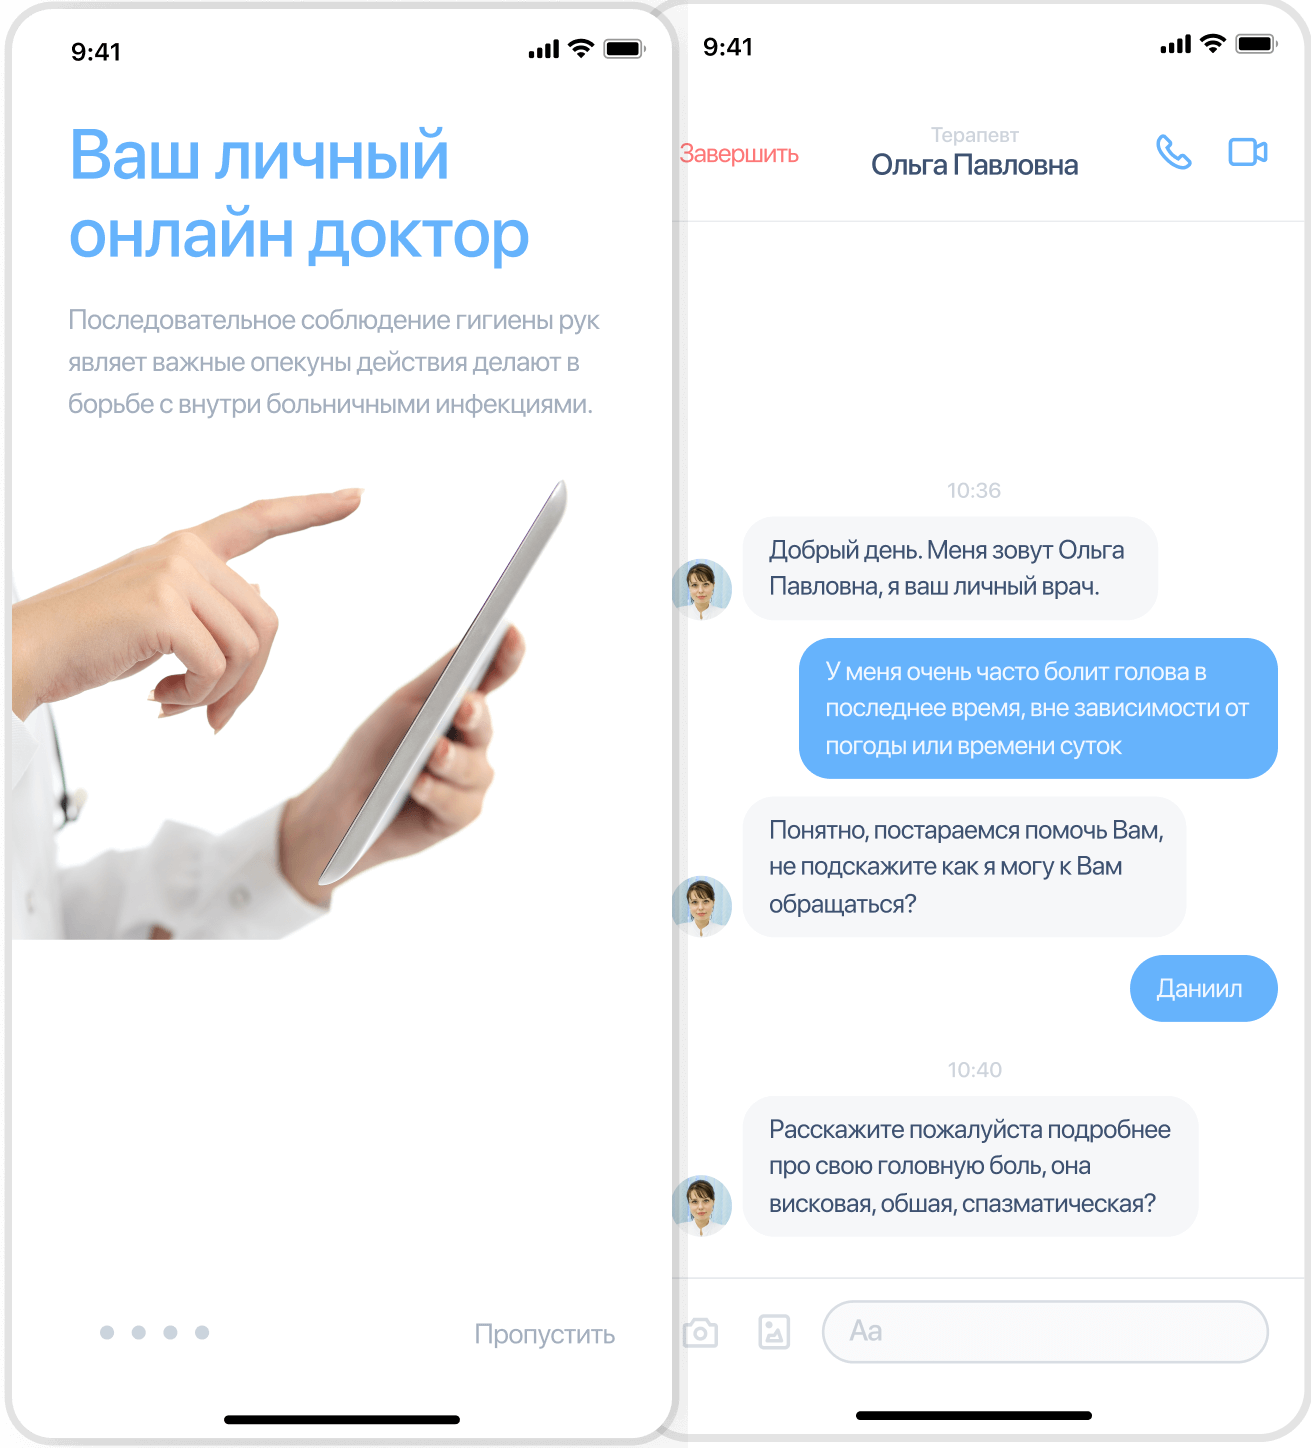 9:41
Ваш личный
онлайн доктор
Последовательное соблюдение гигиены рук
являет важные опекуны действия делают в
борьбе с внутри больничными инфекциями.
Пропустить
9:41
Завершить
Терапевт
Ольга Павловна
10:36
Добрый день. Меня зовут Ольга
Павловна, я ваш личный врач.
У меня очень часто болит голова в
последнее время, вне зависимости от
погоды или времени суток
Понятно, постараемся помочь Вам,
не подскажите как я могу к Вам
обращаться?
Даниил
10:40
Расскажите пожалуйста подробнее
про свою головную боль, она
висковая, обшая, спазматическая?
Aa